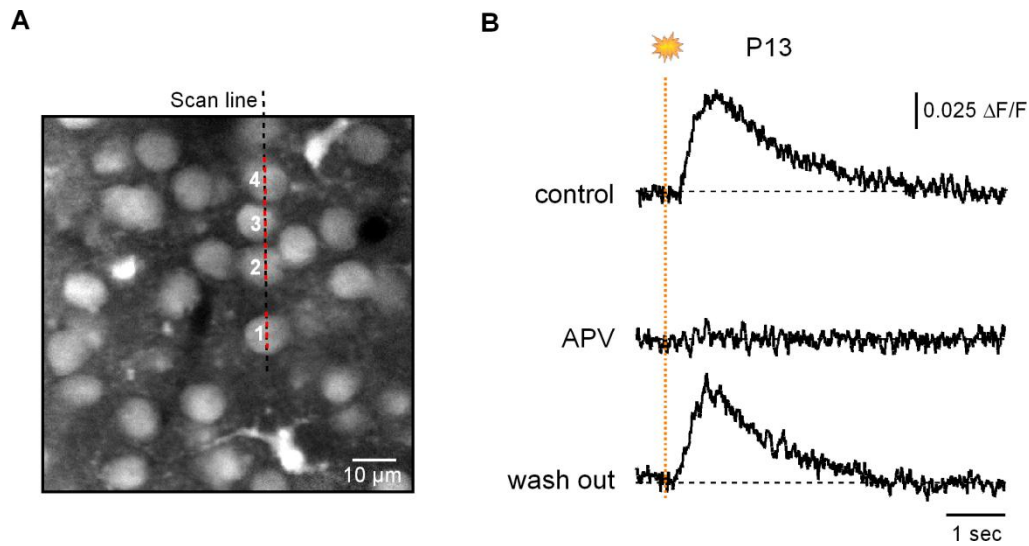 A
Scan line
4
3
2
1
10 µm
B
P13
0.025 ΔF/F
control
APV
wash out
1 sec